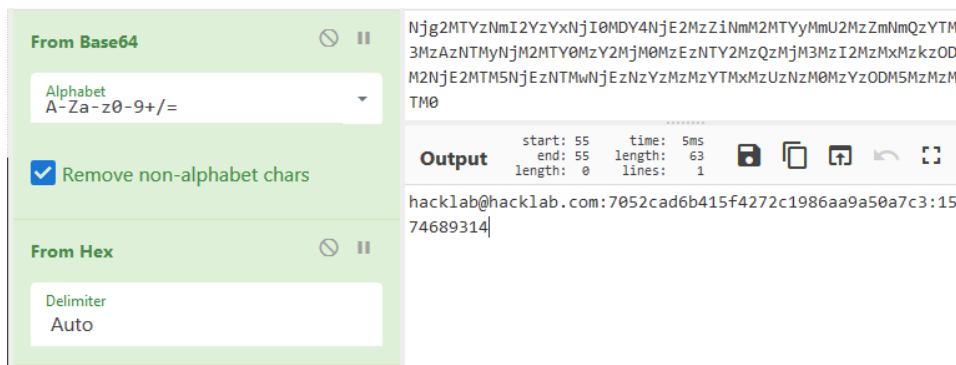 From Base64
Alphabet
A-Za-z0-9+/=
Remove non-alphabet chars
From Hex
Delimiter
Auto
Njg2MTYzNmI2YzYxNjI0MDY4NjE2MzZiNmM2MTYyMmU2MzZmNmQzYTM
3MzAzNTMyNjM2MTY0MzY2MjM0MzEzNTY2MzQzMjM3MzI2MzMxMzkzOD
M2NjE2MTM5NjEzNTMwNjEzNzYzMzMzYTMxMzUzNzM0MzYzODM5MzMzM
TM0
Output
start: 55
end: 55
length: 0
time: 5ms
length: 63
lines: 1
hacklab@hacklab.com:7052cad6b415f4272c1986aa9a50a7c3:15
74689314